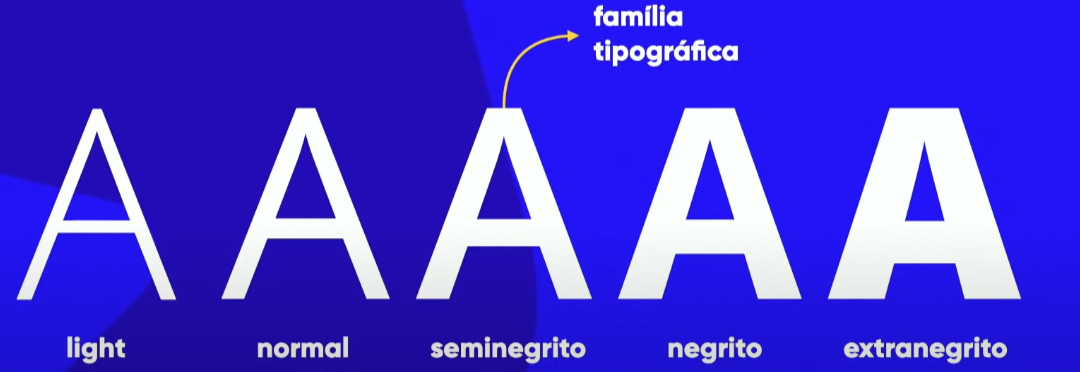 família
tipográfica
A A A A A
light normal seminegrito negrito extranegrito